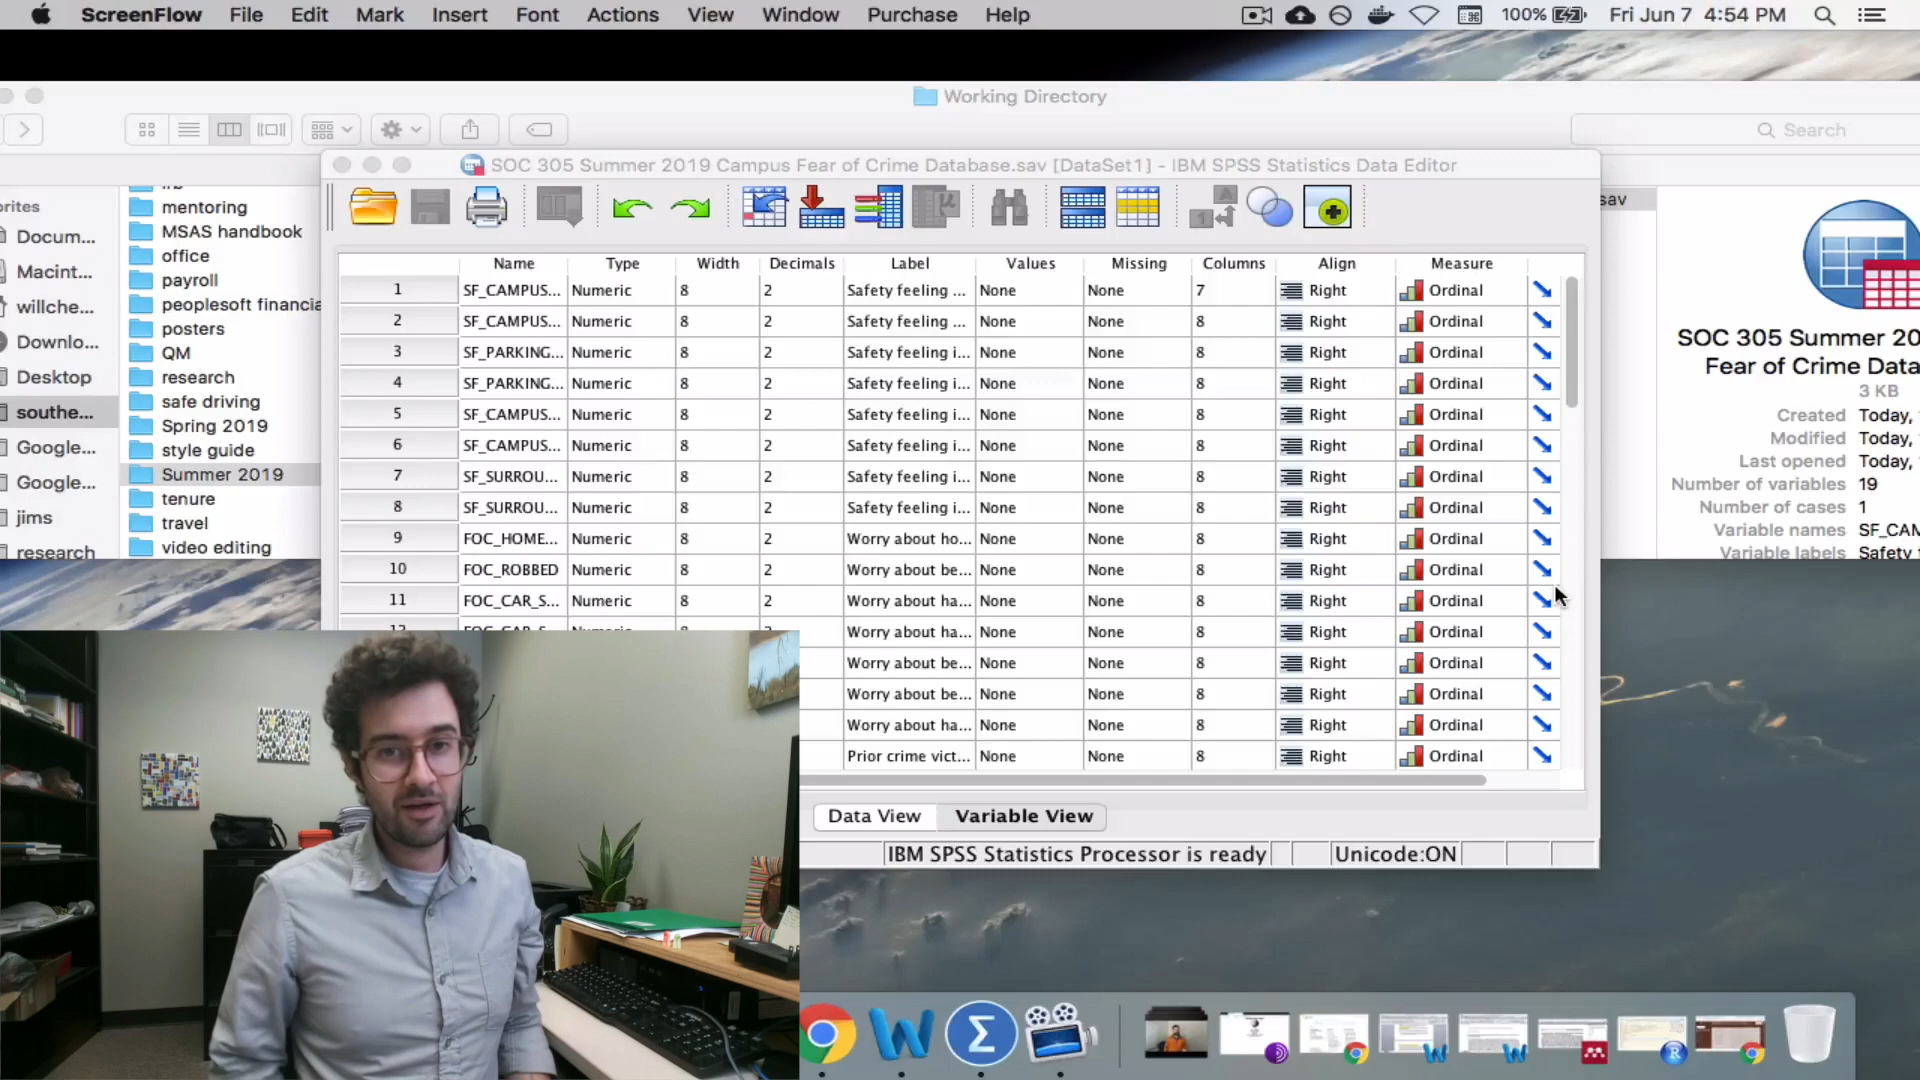 ScreenFlow File Edit Mark Insert Font Actions View Window Purchase Help 100% Fri Jun 7 4:54 PM
Working Directory
Search
SOC 305 Summer 2019 Campus Fear of Crime Database.sav [DataSet1] - IBM SPSS Statistics Data Editor
rites
Docum...
Macint...
willche...
Downlo...
Desktop
southe...
Google...
Google...
jims
research
mentoring
MSAS handbook
office
payroll
peoplesoft financia
posters
QM
research
safe driving
Spring 2019
style guide
Summer 2019
tenure
travel
video editing
Name Type Width Decimals Label Values Missing Columns Align Measure
1 SF_CAMPUS... Numeric 8 2 Safety feeling ... None None 7 Right Ordinal
2 SF_CAMPUS... Numeric 8 2 Safety feeling ... None None 8 Right Ordinal
3 SF_PARKING... Numeric 8 2 Safety feeling i... None None 8 Right Ordinal
4 SF_PARKING... Numeric 8 2 Safety feeling i... None None 8 Right Ordinal
5 SF_CAMPUS... Numeric 8 2 Safety feeling i... None None 8 Right Ordinal
6 SF_CAMPUS... Numeric 8 2 Safety feeling i... None None 8 Right Ordinal
7 SF_SURROU... Numeric 8 2 Safety feeling i... None None 8 Right Ordinal
8 SF_SURROU... Numeric 8 2 Safety feeling i... None None 8 Right Ordinal
9 FOC_HOME... Numeric 8 2 Worry about ho... None None 8 Right Ordinal
10 FOC_ROBBED Numeric 8 2 Worry about be... None None 8 Right Ordinal
11 FOC_CAR_S... Numeric 8 2 Worry about ha... None None 8 Right Ordinal
Worry about ha... None None 8 Right Ordinal
Worry about be... None None 8 Right Ordinal
Worry about be... None None 8 Right Ordinal
Worry about ha... None None 8 Right Ordinal
Prior crime vict... None None 8 Right Ordinal
Data View Variable View
IBM SPSS Statistics Processor is ready Unicode:ON
sav
SOC 305 Summer 20
Fear of Crime Data
3 KB
Created Today,
Modified Today,
Last opened Today,
Number of variables 19
Number of cases 1
Variable names SF_CAM
Variable labels Safety